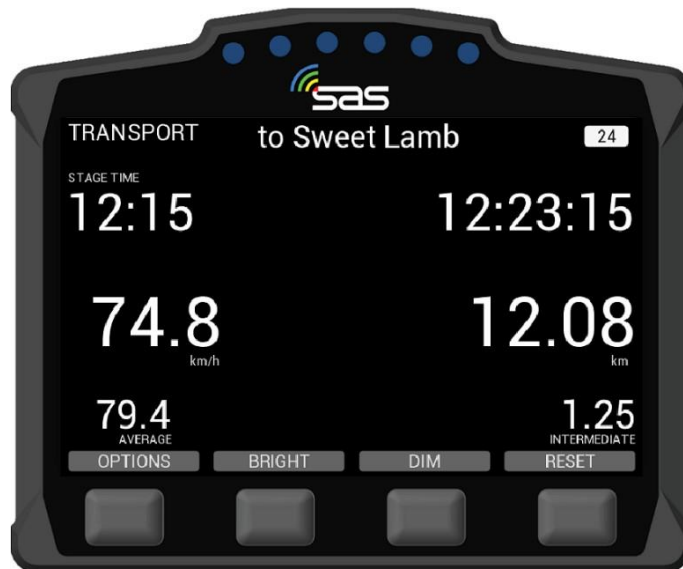 sas
TRANSPORT to Sweet Lamb 24
STAGE TIME
12:15 12:23:15
74.8 12.08
km/h km
79.4 1.25
AVERAGE INTERMEDIATE
OPTIONS BRIGHT DIM RESET